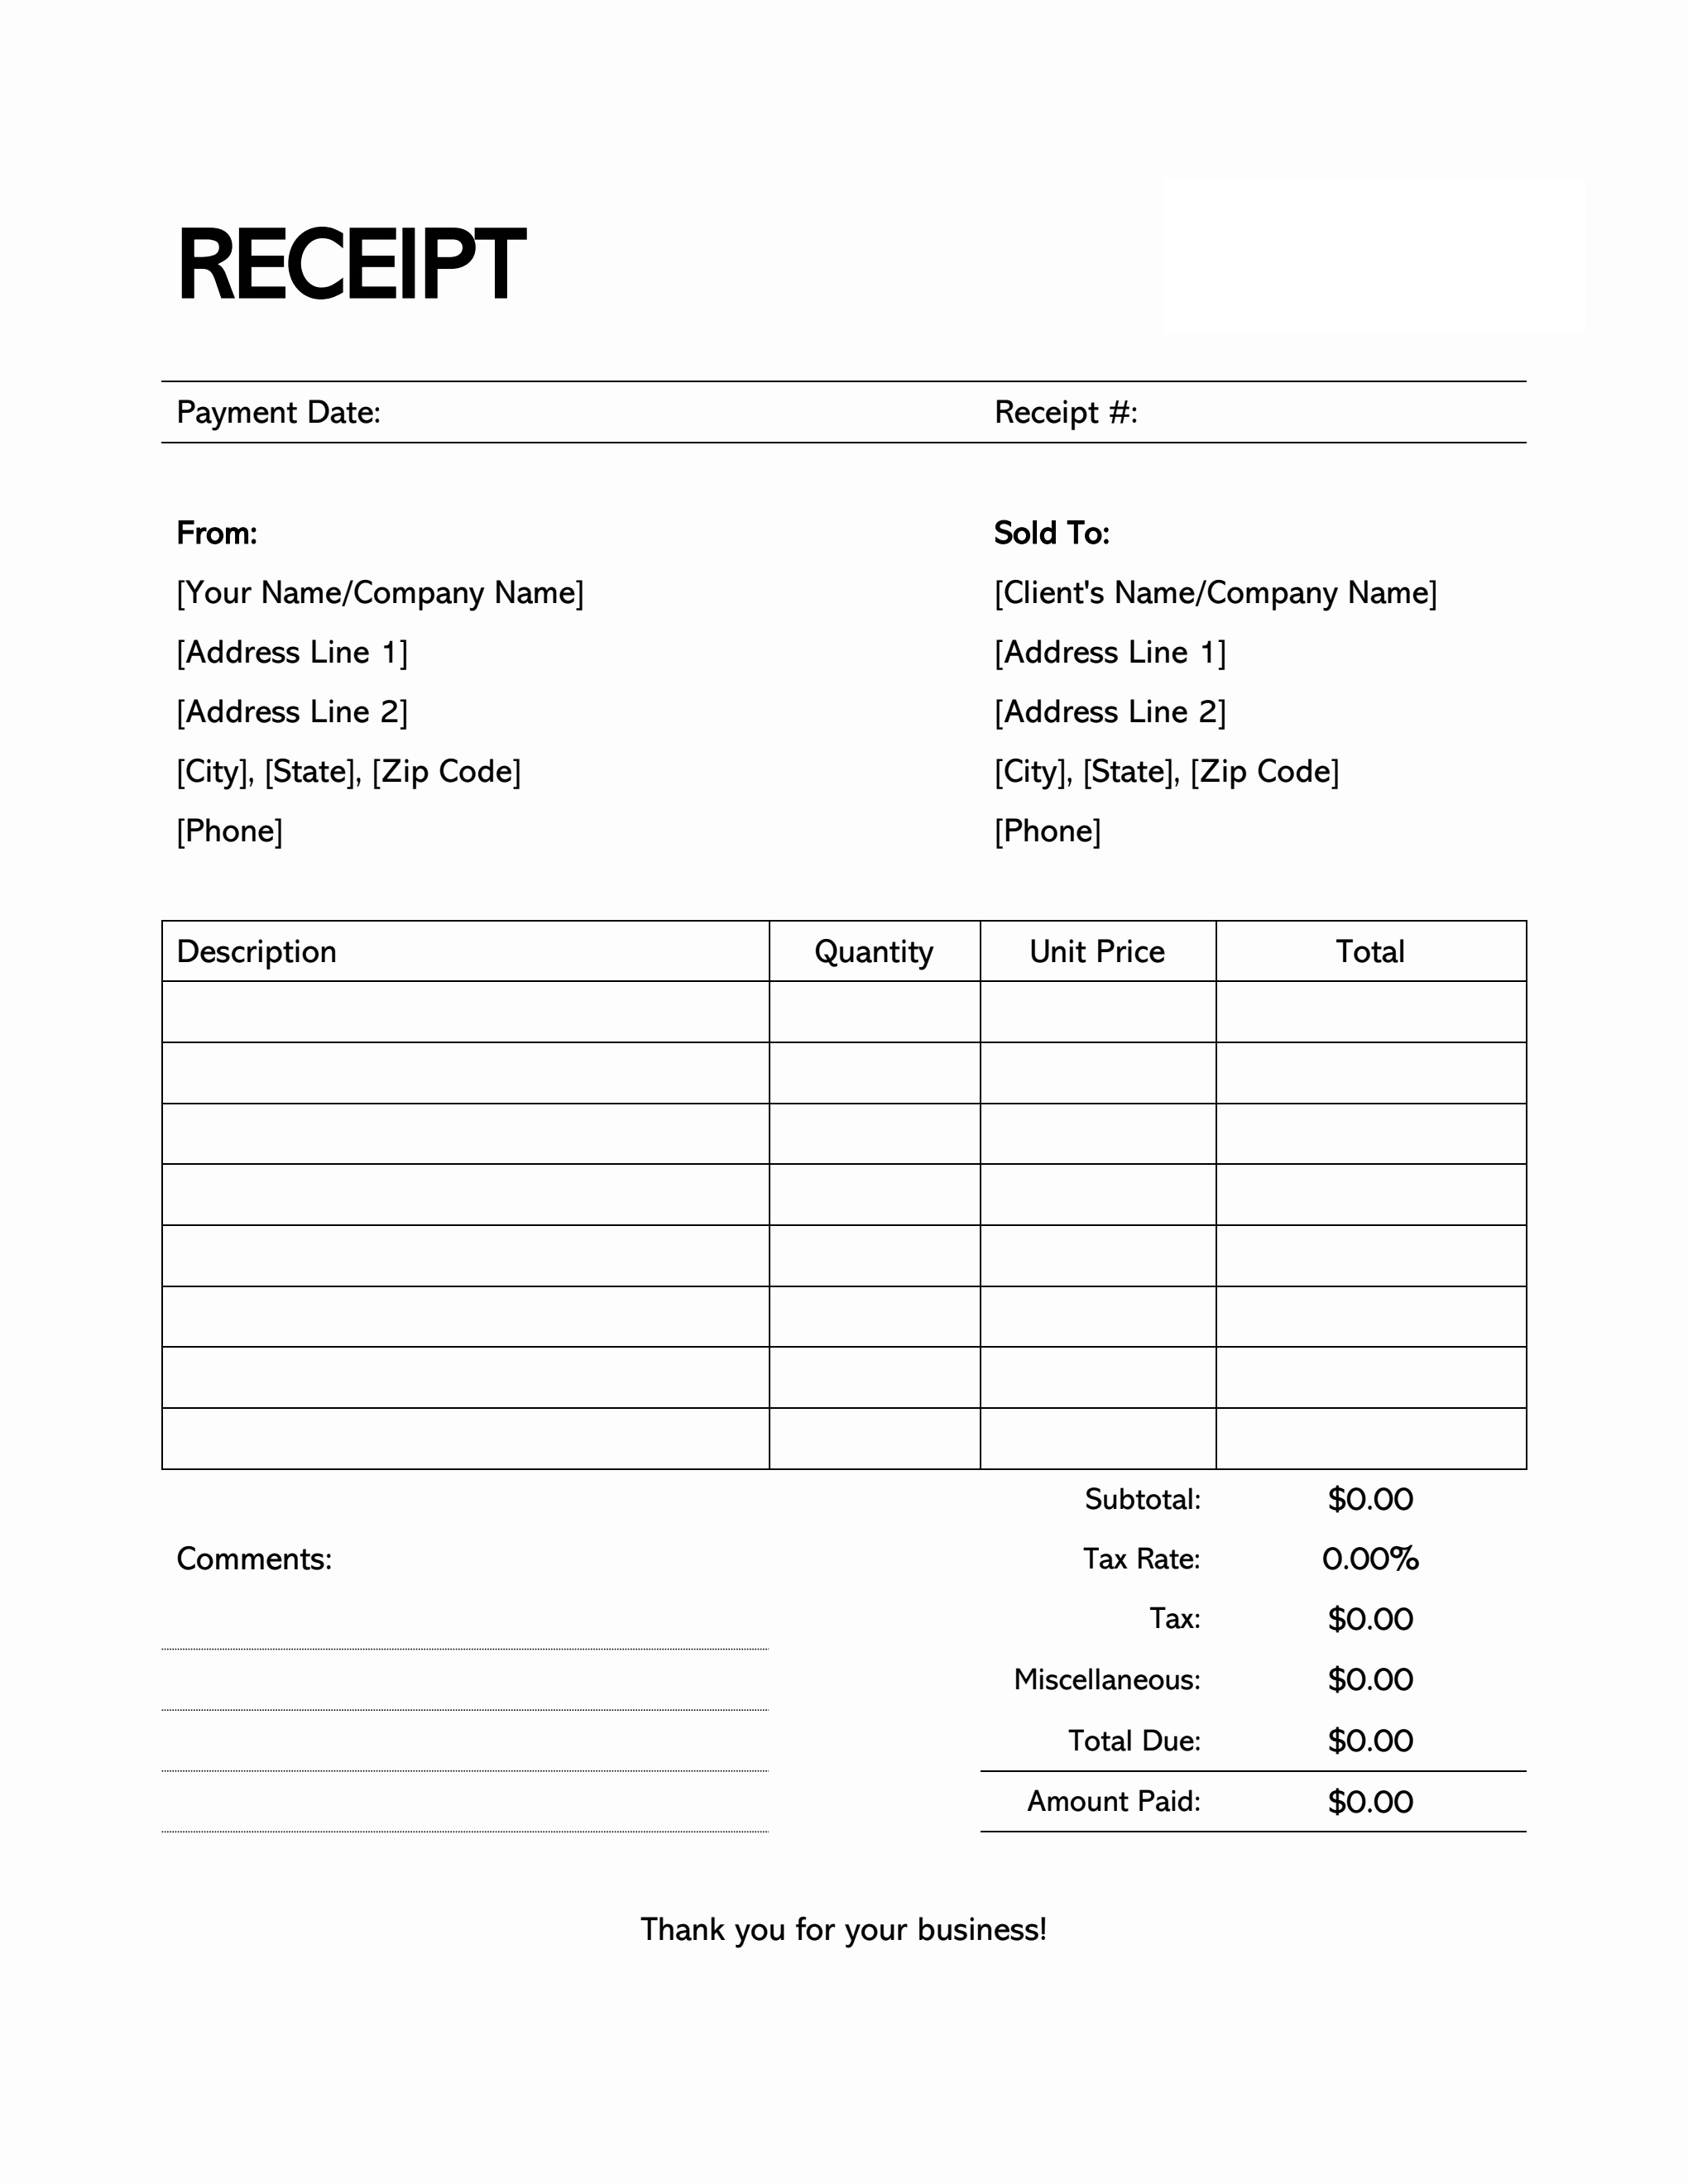 RECEIPT
Payment Date: Receipt #:
From: Sold To:
[Your Name/Company Name] [Client's Name/Company Name]
[Address Line 1] [Address Line 1]
[Address Line 2] [Address Line 2]
[City], [State], [Zip Code] [City], [State], [Zip Code]
[Phone] [Phone]
Description Quantity Unit Price Total
Subtotal: $0.00
Comments: Tax Rate: 0.00%
Tax: $0.00
Miscellaneous: $0.00
Total Due: $0.00
Amount Paid: $0.00
Thank you for your business!